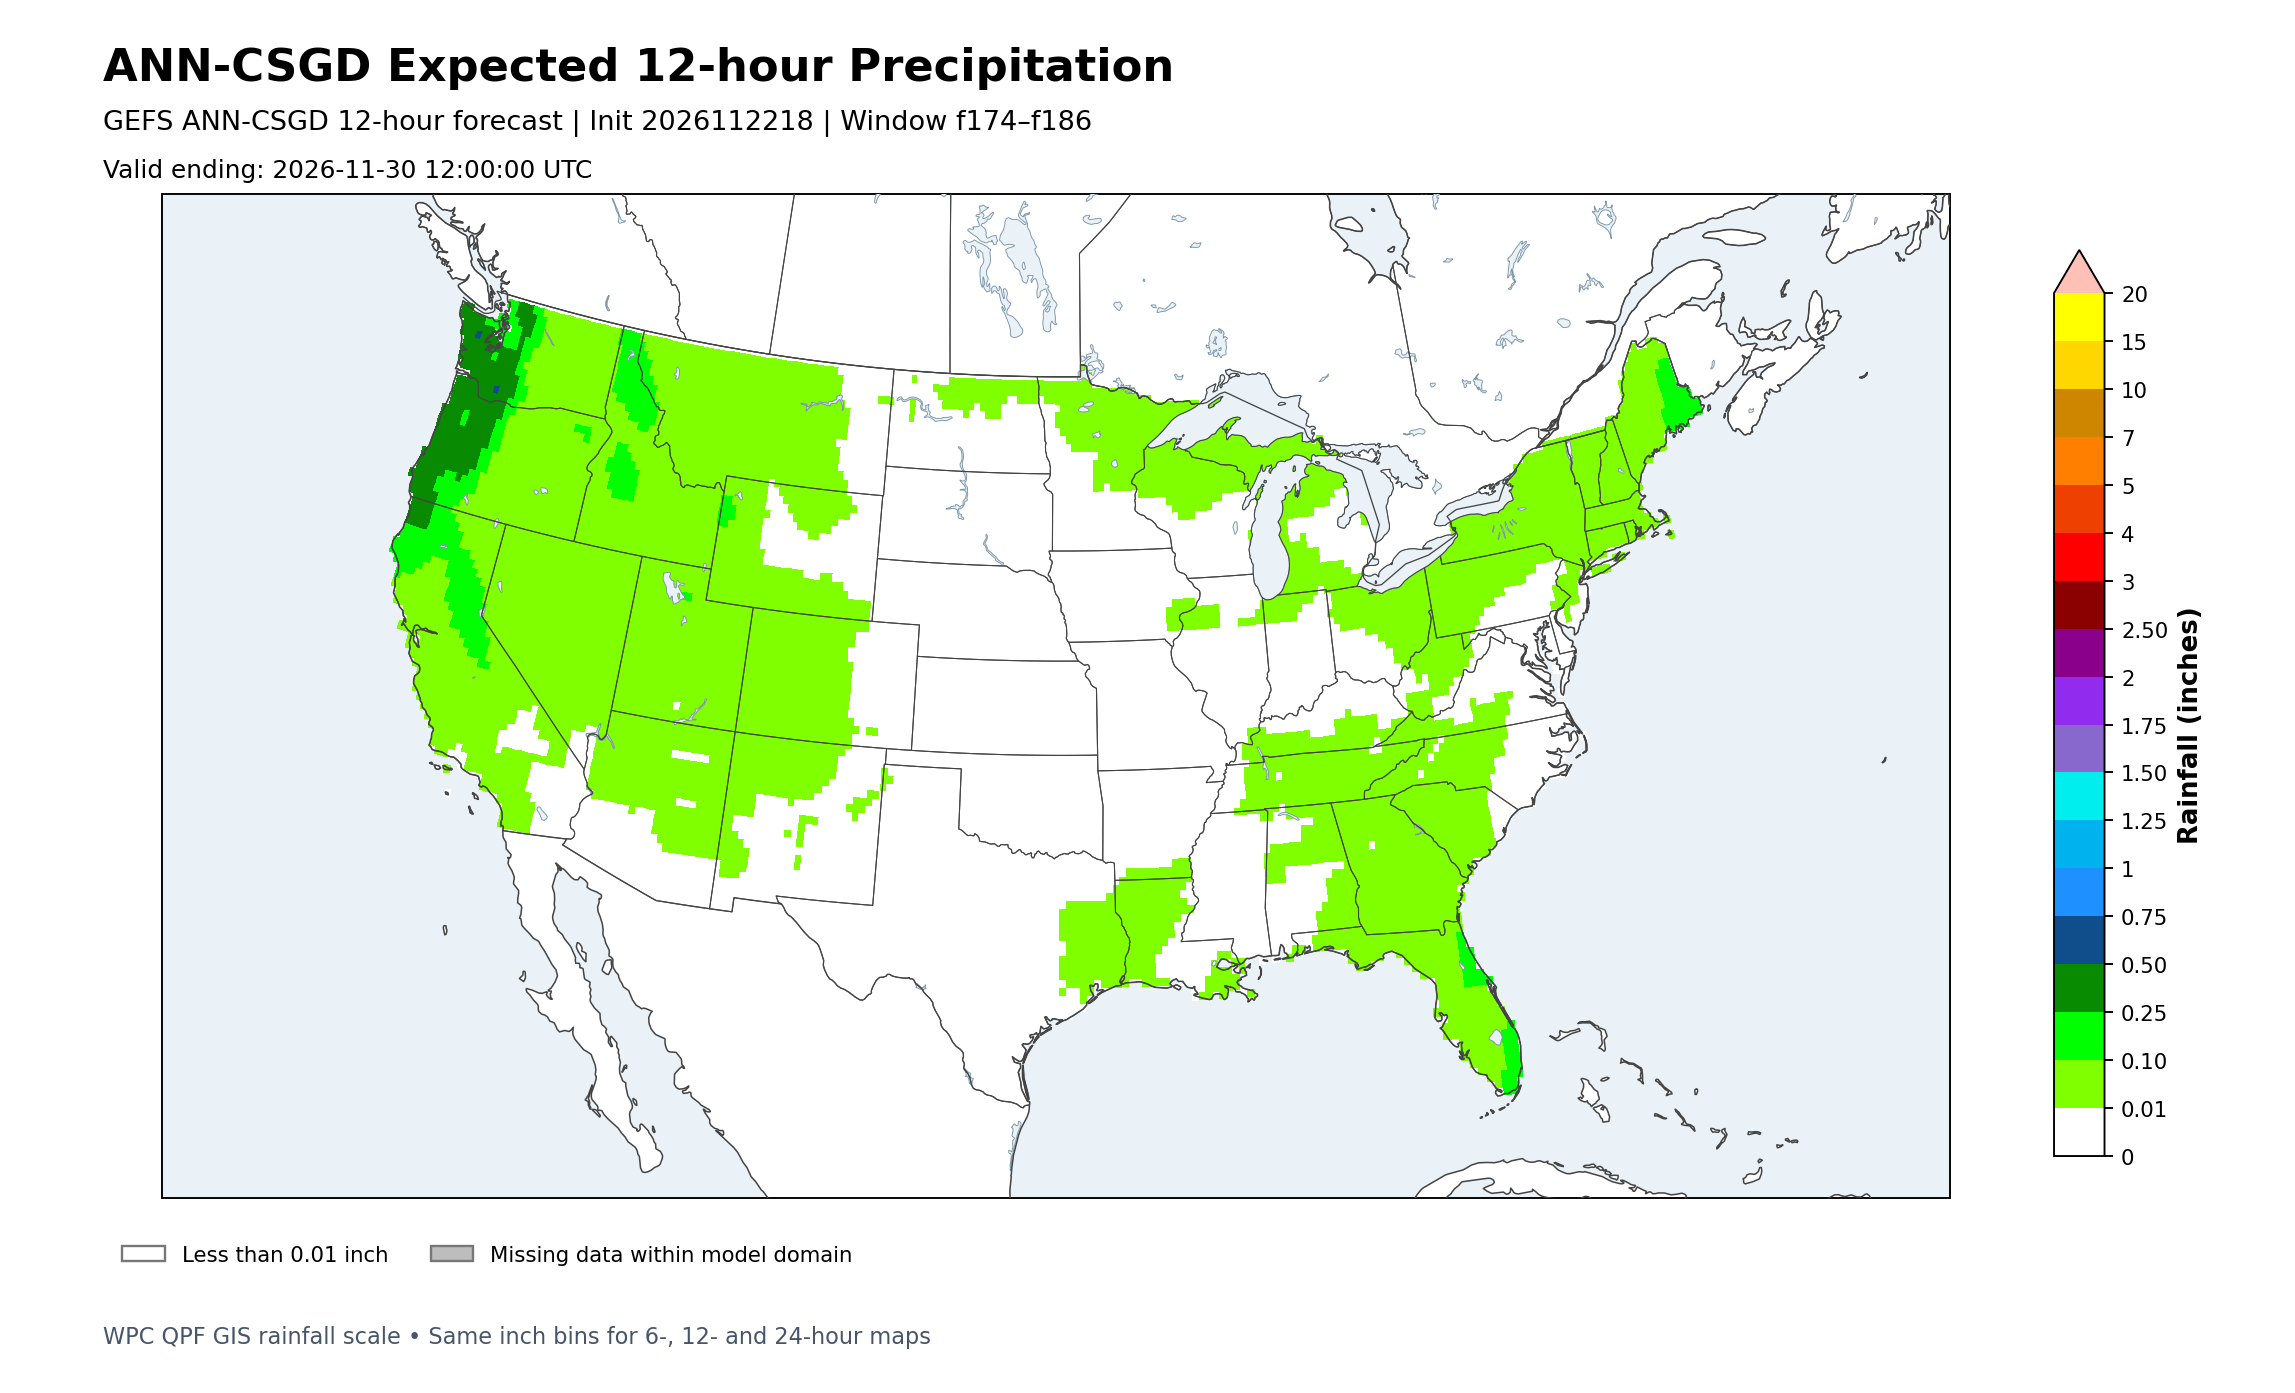 ANN-CSGD Expected 12-hour Precipitation
GEFS ANN-CSGD 12-hour forecast | Init 2026112218 | Window f174–f186
Valid ending: 2026-11-30 12:00:00 UTC
20
15
10
7
5
4
3
2.50
2
1.75
1.50
1.25
1
0.75
0.50
0.25
0.10
0.01
0
Rainfall (inches)
Less than 0.01 inch
Missing data within model domain
WPC QPF GIS rainfall scale • Same inch bins for 6-, 12- and 24-hour maps